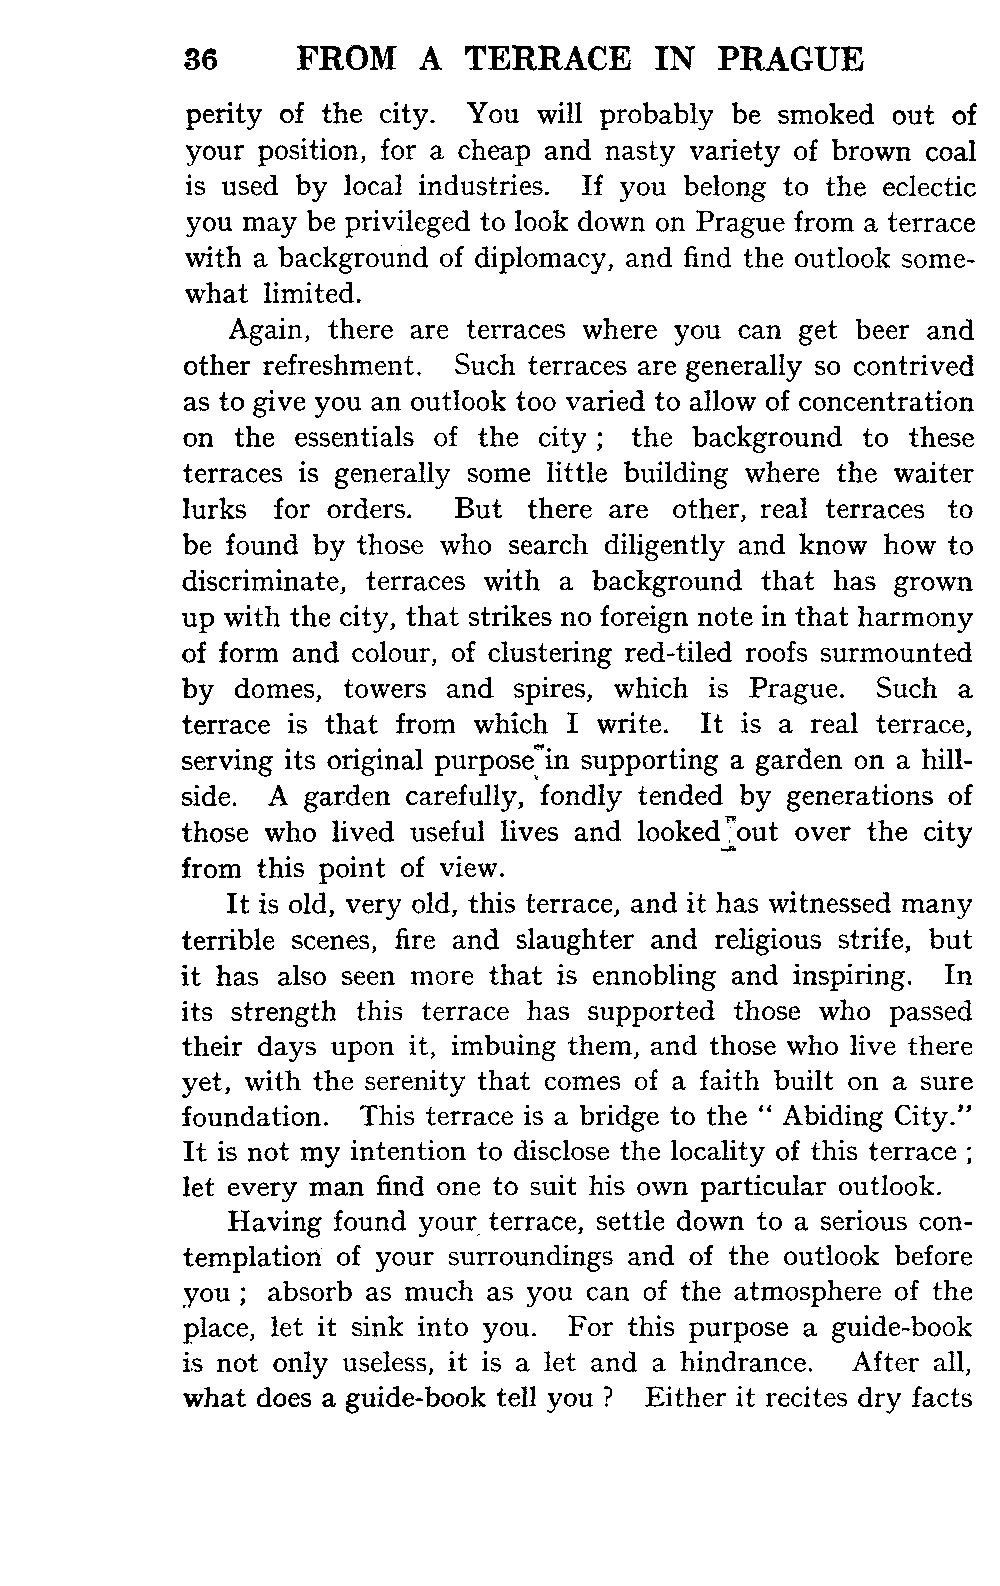 36 FROM A TERRACE IN PRAGUE
perity of the city. You will probably be smoked out of
your position, for a cheap and nasty variety of brown coal
is used by local industries. If you belong to the eclectic
you may be privileged to look down on Prague from a terrace
with a background of diplomacy, and find the outlook some-
what limited.
Again, there are terraces where you can get beer and
other refreshment. Such terraces are generally so contrived
as to give you an outlook too varied to allow of concentration
on the essentials of the city ; the background to these
terraces is generally some little building where the waiter
lurks for orders. But there are other, real terraces to
be found by those who search diligently and know how to
discriminate, terraces with a background that has grown
up with the city, that strikes no foreign note in that harmony
of form and colour, of clustering red-tiled roofs surmounted
by domes, towers and spires, which is Prague. Such a
terrace is that from which I write. It is a real terrace,
serving its original purpose in supporting a garden on a hill-
side. A garden carefully, fondly tended by generations of
those who lived useful lives and looked out over the city
from this point of view.
It is old, very old, this terrace, and it has witnessed many
terrible scenes, fire and slaughter and religious strife, but
it has also seen more that is ennobling and inspiring. In
its strength this terrace has supported those who passed
their days upon it, imbuing them, and those who live there
yet, with the serenity that comes of a faith built on a sure
foundation. This terrace is a bridge to the “ Abiding City.”
It is not my intention to disclose the locality of this terrace ;
let every man find one to suit his own particular outlook.
Having found your terrace, settle down to a serious con-
templation of your surroundings and of the outlook before
you ; absorb as much as you can of the atmosphere of the
place, let it sink into you. For this purpose a guide-book
is not only useless, it is a let and a hindrance. After all,
what does a guide-book tell you ? Either it recites dry facts